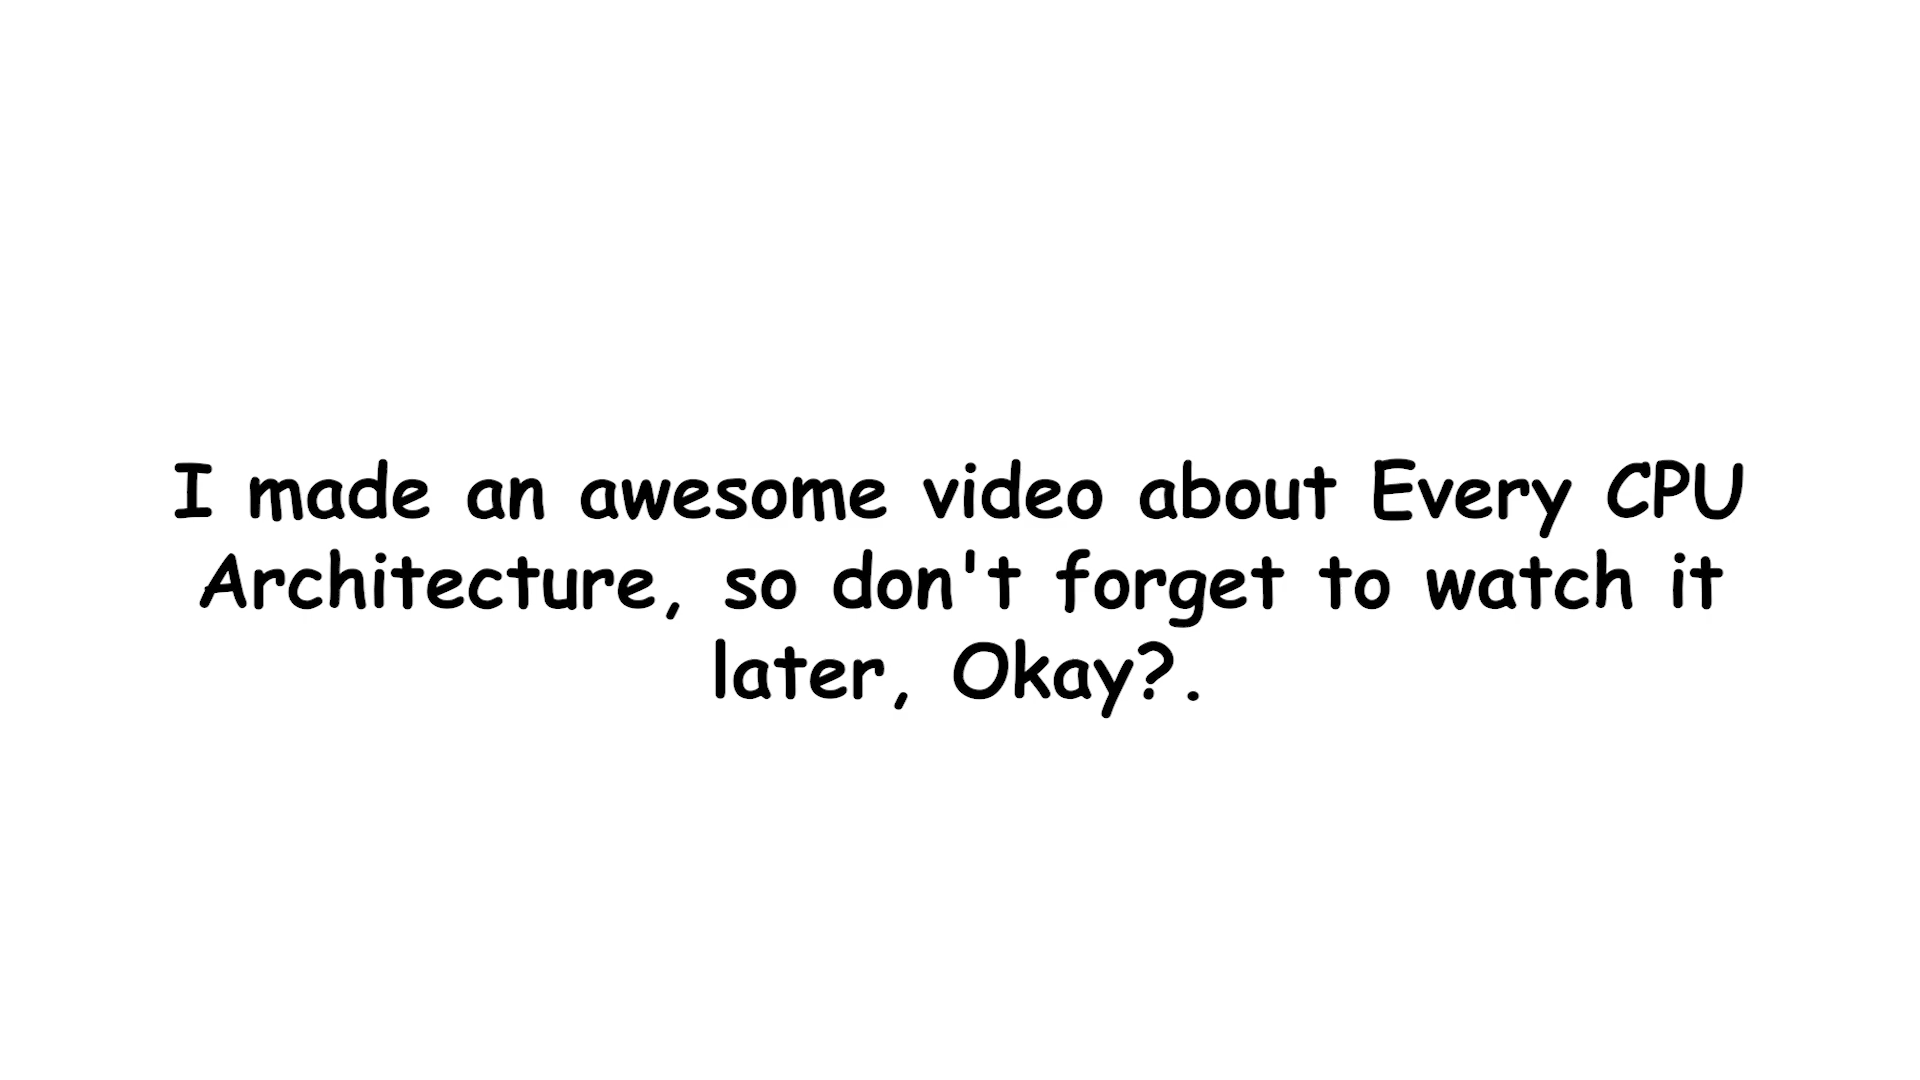 I made an awesome video about Every CPU
Architecture, so don't forget to watch it
later, Okay?.